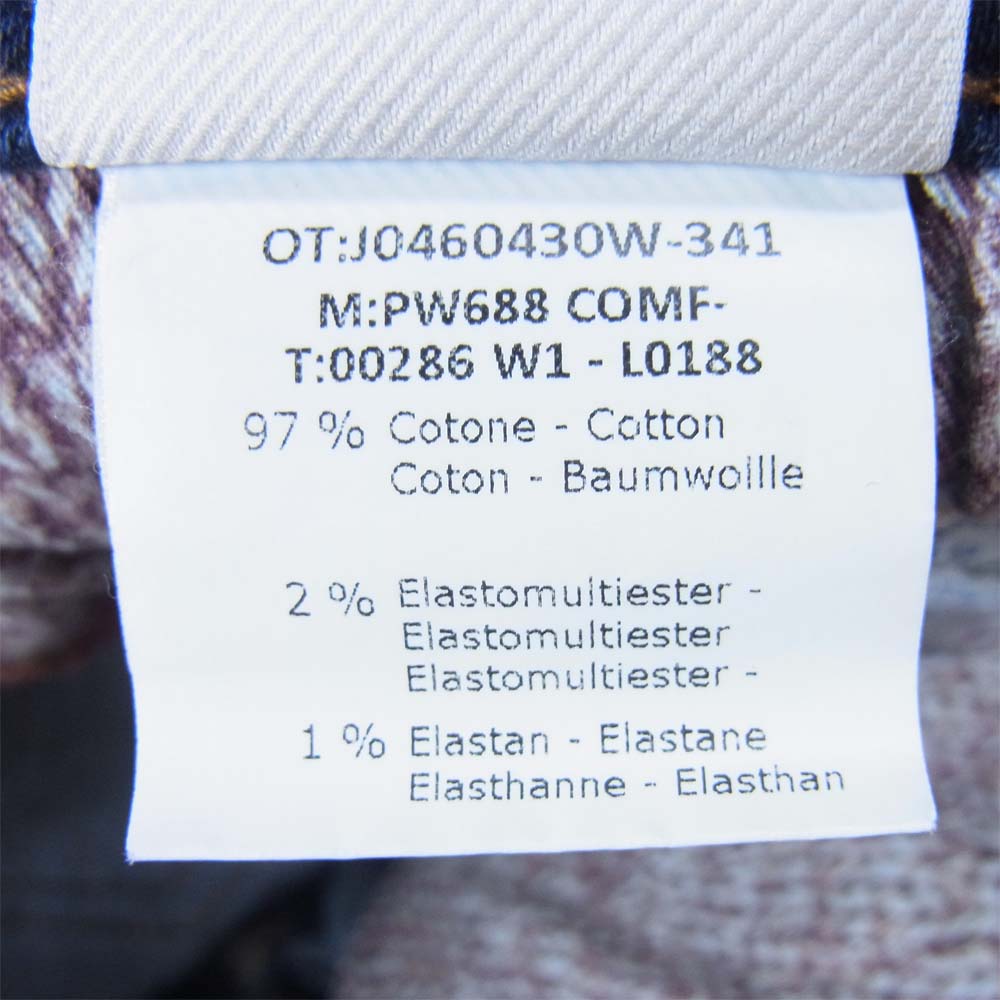 OT:J0460430W-341
M:PW688 COMF-
T:00286 W1 - L0188
97 % Cotone - Cotton
Coton - Baumwoillle
2 % Elastomultiester -
Elastomultiester
Elastomultiester -
1 % Elastan - Elastane
Elasthanne - Elasthan